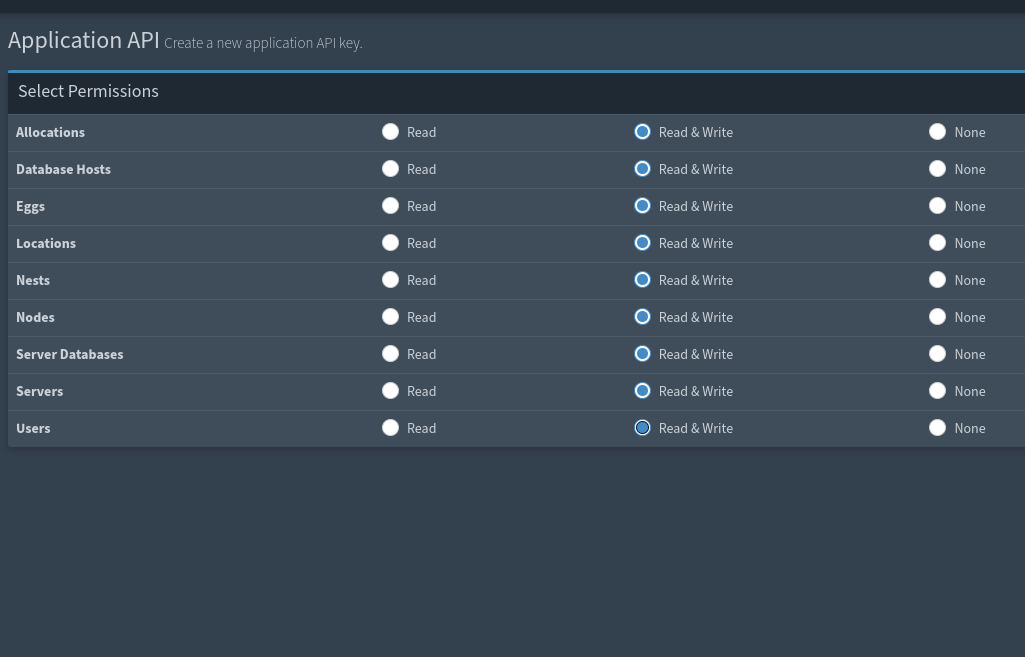 Application API Create a new application API key.
Select Permissions
Allocations Read Read & Write None
Database Hosts Read Read & Write None
Eggs Read Read & Write None
Locations Read Read & Write None
Nests Read Read & Write None
Nodes Read Read & Write None
Server Databases Read Read & Write None
Servers Read Read & Write None
Users Read Read & Write None